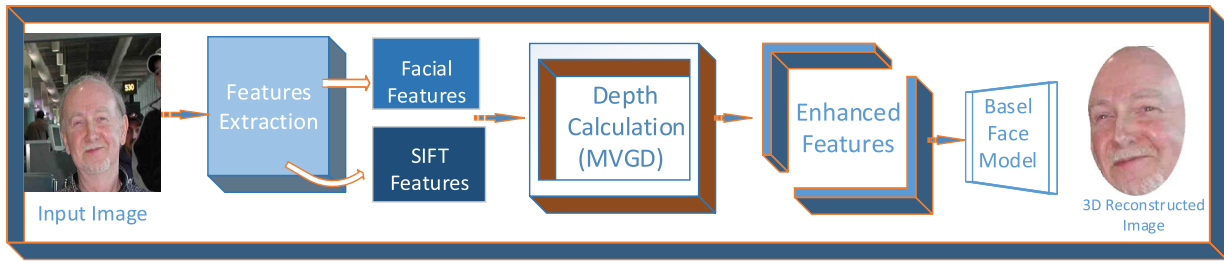 530
Input Image
Features
Extraction
Facial
Features
SIFT
Features
Depth
Calculation
(MVGD)
Enhanced
Features
Basel
Face
Model
3D Reconstructed
Image